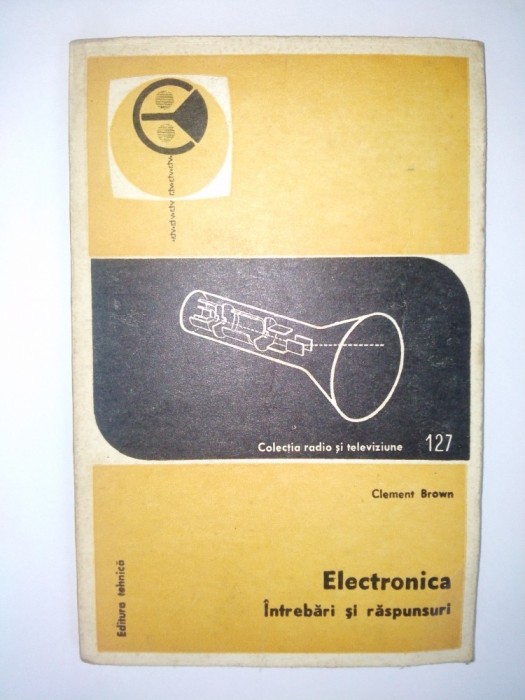 Colecția radio și televiziune 127
Clement Brown
Electronica
Întrebări și răspunsuri
Editura tehnică